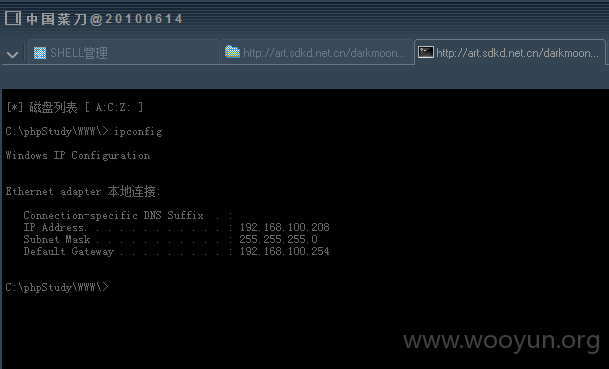 中国菜刀@20100614
SHELL管理
http://art.sdkd.net.cn/darkmoon...
http://art.sdkd.net.cn/darkmoon...
[*] 磁盘列表 [ A:C:Z: ]
C:\phpStudy\WWW\> ipconfig
Windows IP Configuration
Ethernet adapter 本地连接:
Connection-specific DNS Suffix . :
IP Address. . . . . . . . . . . . : 192.168.100.208
Subnet Mask . . . . . . . . . . . : 255.255.255.0
Default Gateway . . . . . . . . . : 192.168.100.254
C:\phpStudy\WWW\>
www.wooyun.org